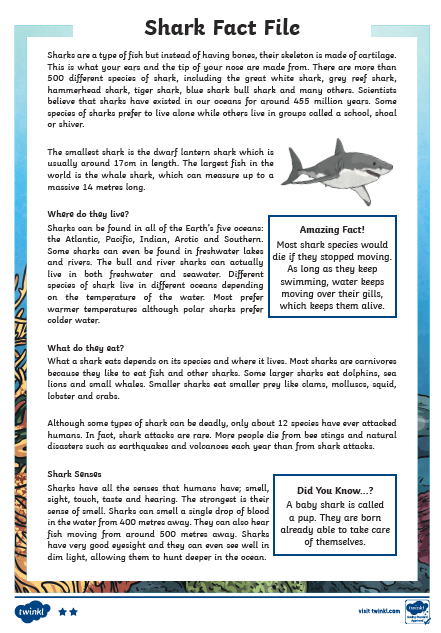 Shark Fact File
Sharks are a type of fish but instead of having bones, their skeleton is made of cartilage.
This is what your ears and the tip of your nose are made from. There are more than
500 different species of shark, including the great white shark, grey reef shark,
hammerhead shark, tiger shark, blue shark bull shark and many others. Scientists
believe that sharks have existed in our oceans for around 455 million years. Some
species of sharks prefer to live alone while others live in groups called a school, shoal
or shiver.
The smallest shark is the dwarf lantern shark which is
usually around 17cm in length. The largest fish in the
world is the whale shark, which can measure up to a
massive 14 metres long.
Where do they live?
Sharks can be found in all of the Earth's five oceans:
the Atlantic, Pacific, Indian, Arctic and Southern.
Some sharks can even be found in freshwater lakes
and rivers. The bull and river sharks can actually
live in both freshwater and seawater. Different
species of shark live in different oceans depending
on the temperature of the water. Most prefer
warmer temperatures although polar sharks prefer
colder water.
Amazing Fact!
Most shark species would
die if they stopped moving.
As long as they keep
swimming, water keeps
moving over their gills,
which keeps them alive.
What do they eat?
What a shark eats depends on its species and where it lives. Most sharks are carnivores
because they like to eat fish and other sharks. Some larger sharks eat dolphins, sea
lions and small whales. Smaller sharks eat smaller prey like clams, molluscs, squid,
lobster and crabs.
Although some types of shark can be deadly, only about 12 species have ever attacked
humans. In fact, shark attacks are rare. More people die from bee stings and natural
disasters such as earthquakes and volcanoes each year than from shark attacks.
Shark Senses
Sharks have all the senses that humans have; smell,
sight, touch, taste and hearing. The strongest is their
sense of smell. Sharks can smell a single drop of blood
in the water from 400 metres away. They can also hear
fish moving from around 500 metres away. Sharks
have very good eyesight and they can even see well in
dim light, allowing them to hunt deeper in the ocean.
Did You Know...?
A baby shark is called
a pup. They are born
already able to take care
of themselves.
twinkl
visit twinkl.com
twinkl